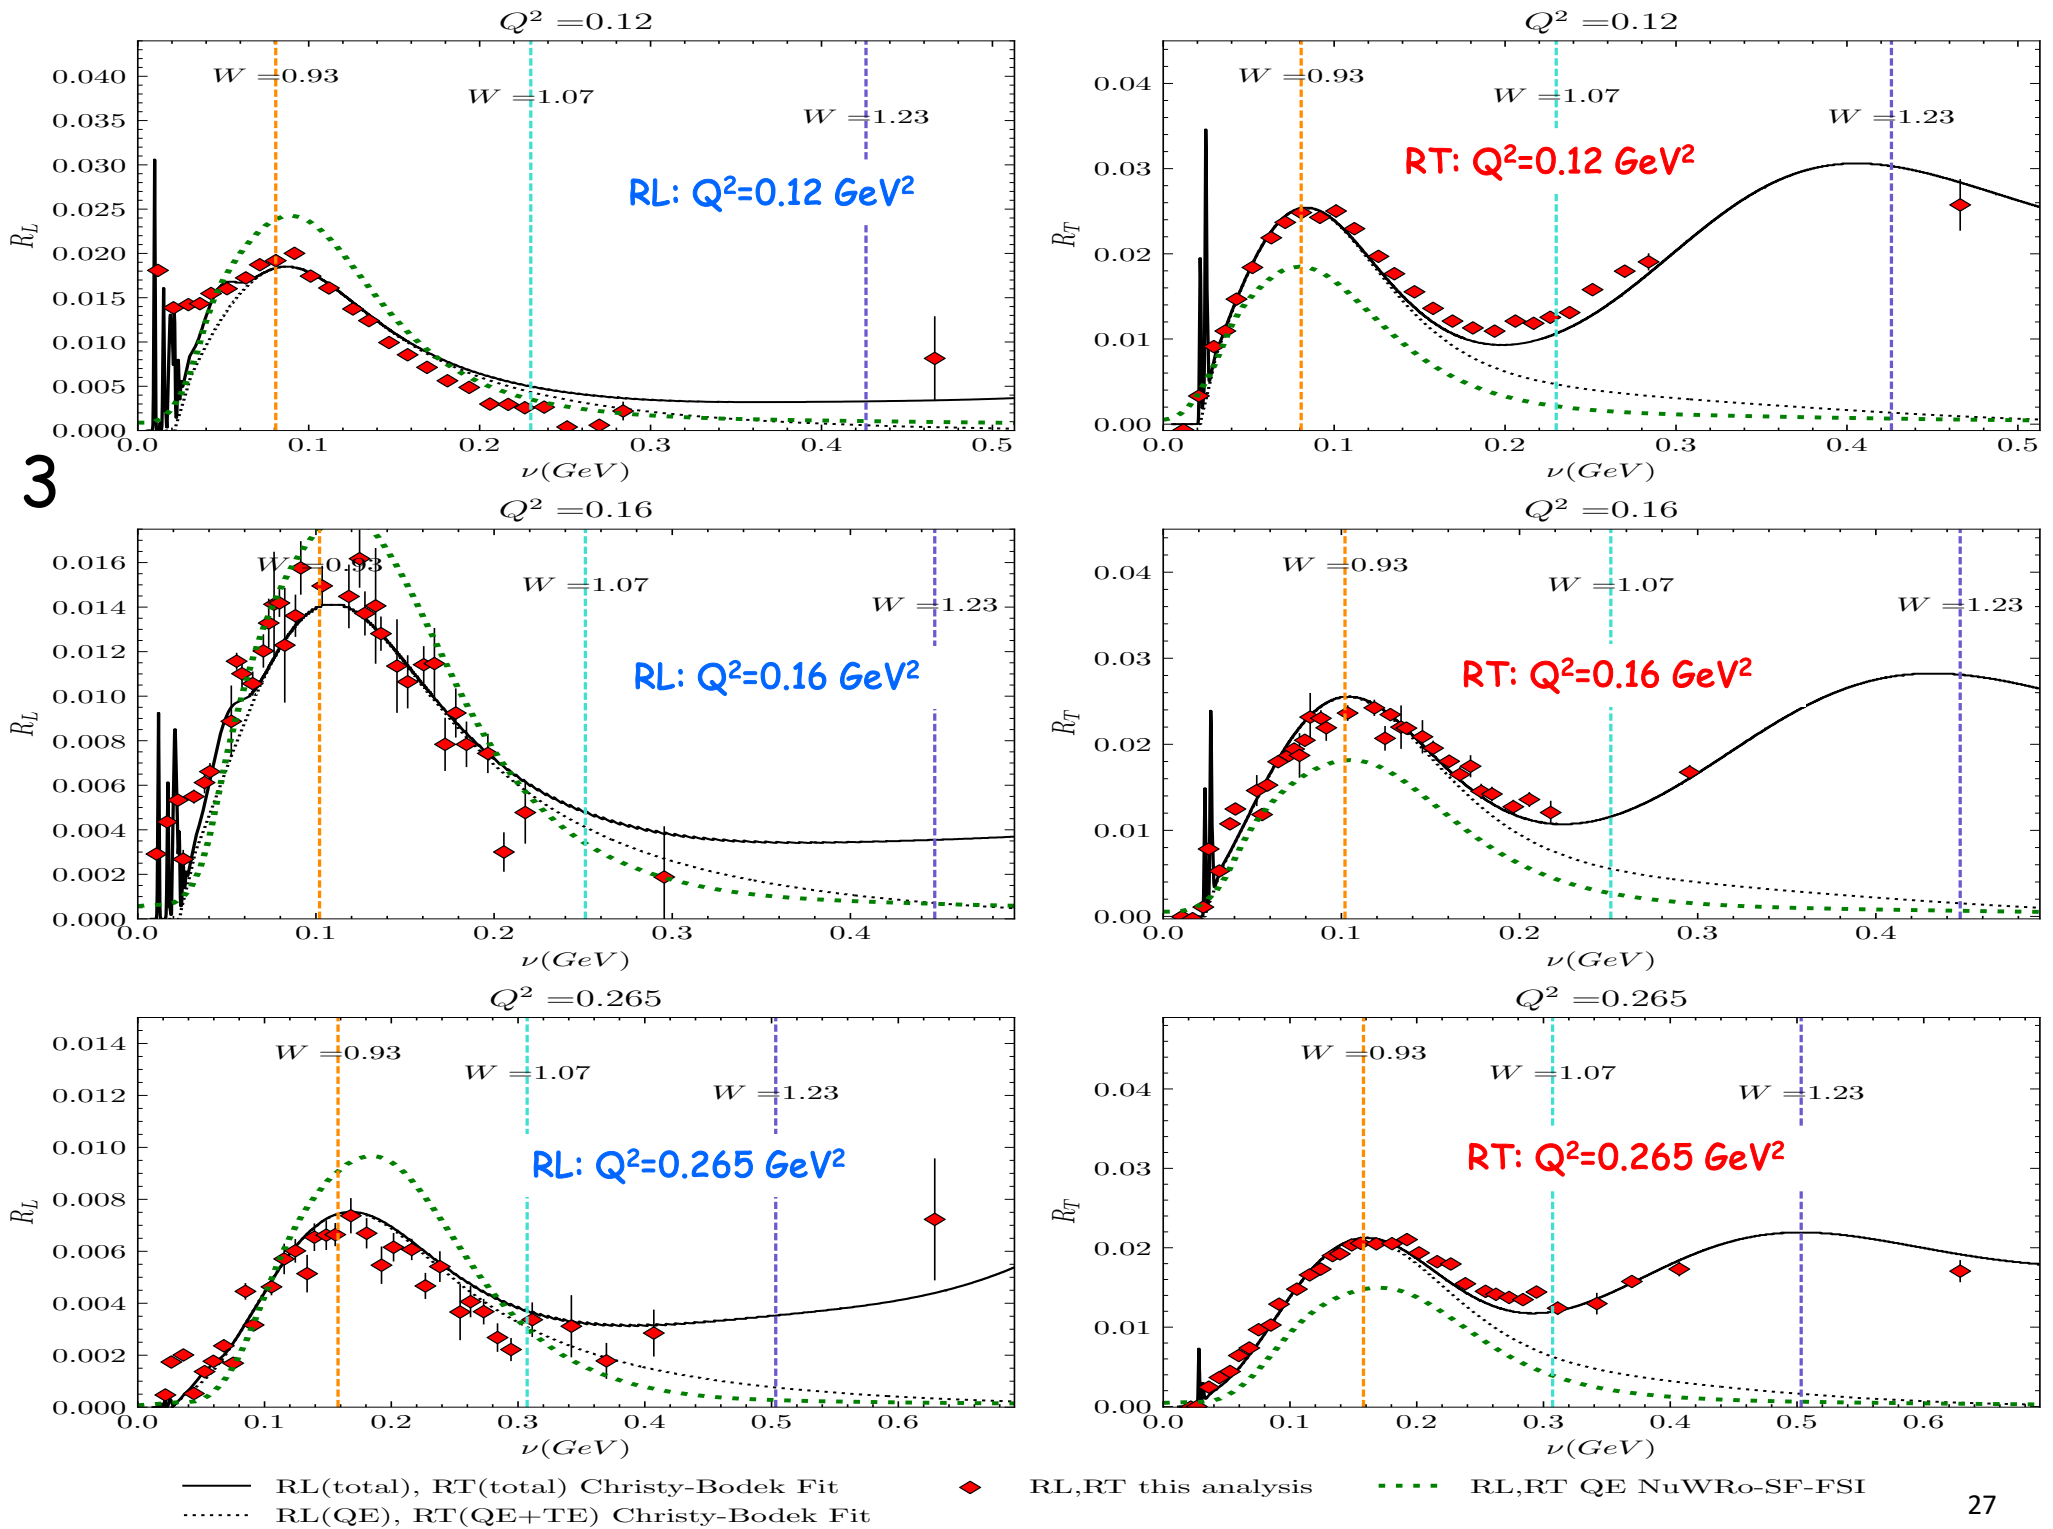 Q² =0.12
Q² =0.12
0.040
0.035
0.030
0.025
0.020
0.015
0.010
0.005
0.000
R_L
W =0.93
W =1.07
W =1.23
RL: Q²=0.12 GeV²
0.0 0.1 0.2 0.3 0.4 0.5
ν(GeV)
0.04
0.03
0.02
0.01
0.00
R_T
W =0.93
W =1.07
W =1.23
RT: Q²=0.12 GeV²
0.0 0.1 0.2 0.3 0.4 0.5
ν(GeV)
3
Q² =0.16
Q² =0.16
0.016
0.014
0.012
0.010
0.008
0.006
0.004
0.002
0.000
R_L
W =0.93
W =1.07
W =1.23
RL: Q²=0.16 GeV²
0.0 0.1 0.2 0.3 0.4
ν(GeV)
0.04
0.03
0.02
0.01
0.00
R_T
W =0.93
W =1.07
W =1.23
RT: Q²=0.16 GeV²
0.0 0.1 0.2 0.3 0.4
ν(GeV)
Q² =0.265
Q² =0.265
0.014
0.012
0.010
0.008
0.006
0.004
0.002
0.000
R_L
W =0.93
W =1.07
W =1.23
RL: Q²=0.265 GeV²
0.0 0.1 0.2 0.3 0.4 0.5 0.6
ν(GeV)
0.04
0.03
0.02
0.01
0.00
R_T
W =0.93
W =1.07
W =1.23
RT: Q²=0.265 GeV²
0.0 0.1 0.2 0.3 0.4 0.5 0.6
ν(GeV)
RL(total), RT(total) Christy-Bodek Fit
RL(QE), RT(QE+TE) Christy-Bodek Fit
RL,RT this analysis
RL,RT QE NuWRo-SF-FSI
27